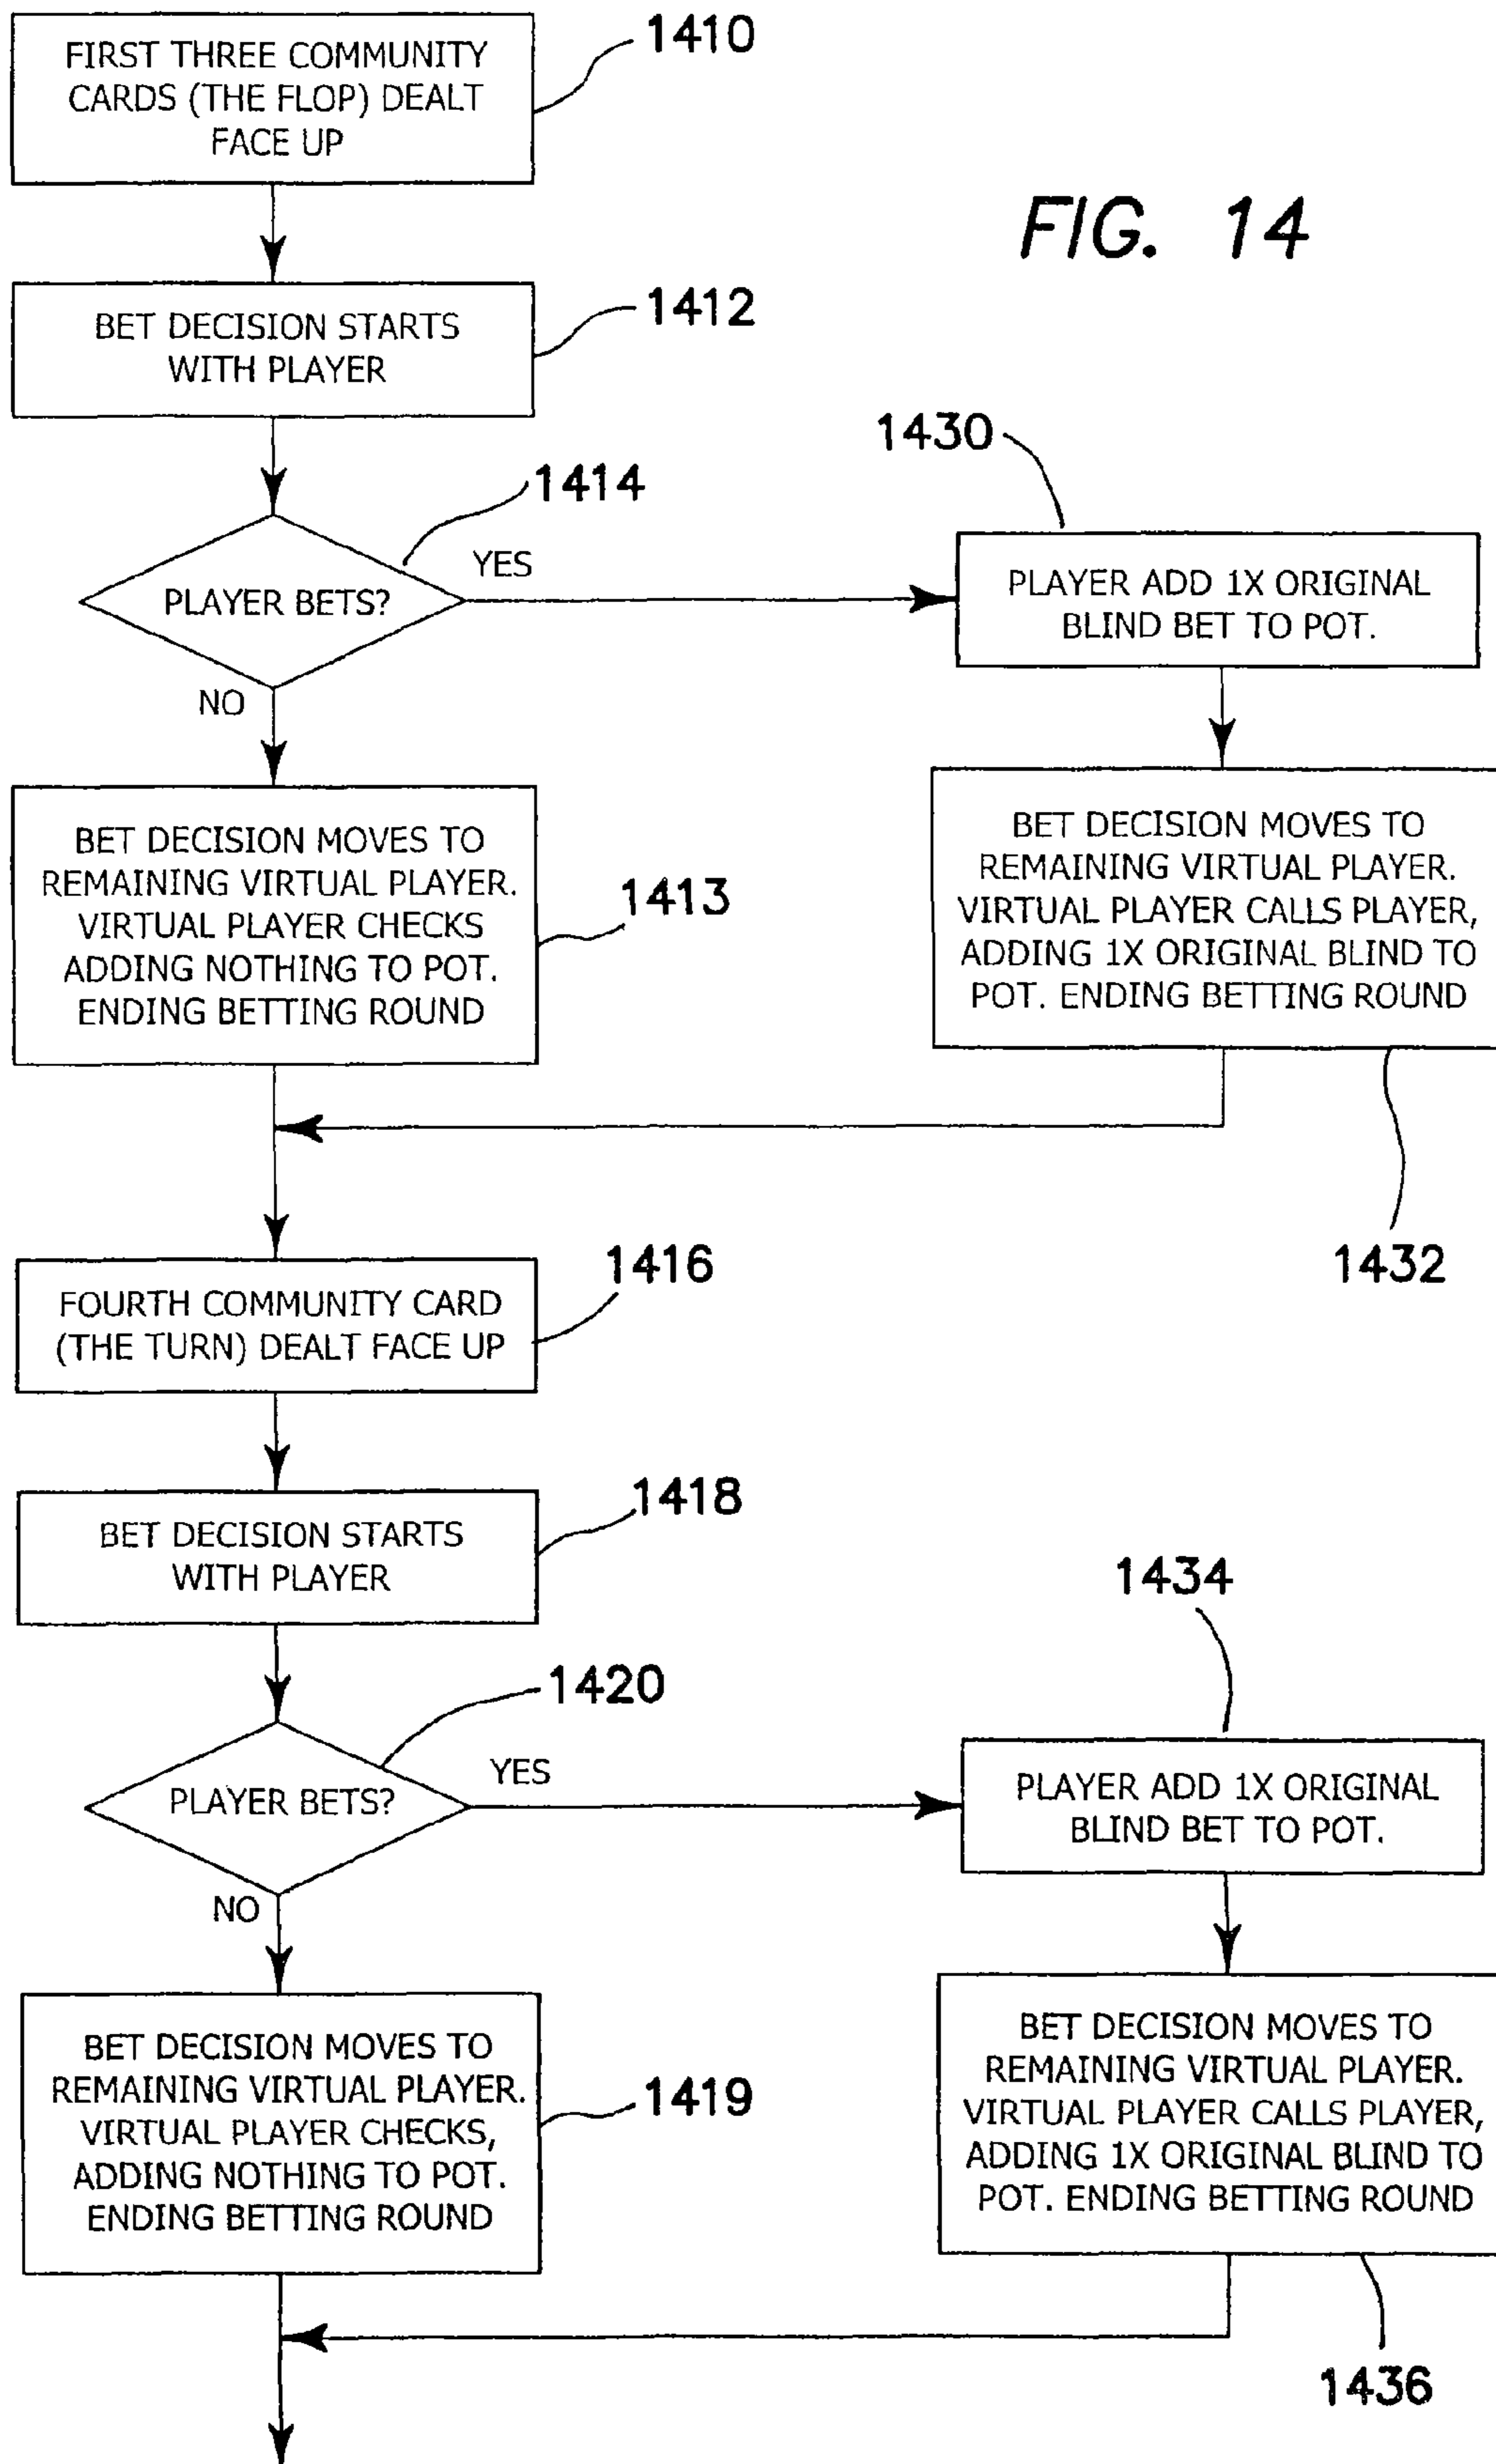 FIRST THREE COMMUNITY
CARDS (THE FLOP) DEALT
FACE UP
1410
FIG. 14
BET DECISION STARTS
WITH PLAYER
1412
1414
PLAYER BETS?
YES
NO
1430
PLAYER ADD 1X ORIGINAL
BLIND BET TO POT.
BET DECISION MOVES TO
REMAINING VIRTUAL PLAYER.
VIRTUAL PLAYER CHECKS
ADDING NOTHING TO POT.
ENDING BETTING ROUND
1413
BET DECISION MOVES TO
REMAINING VIRTUAL PLAYER.
VIRTUAL PLAYER CALLS PLAYER,
ADDING 1X ORIGINAL BLIND TO
POT. ENDING BETTING ROUND
1432
FOURTH COMMUNITY CARD
(THE TURN) DEALT FACE UP
1416
BET DECISION STARTS
WITH PLAYER
1418
1420
PLAYER BETS?
YES
NO
1434
PLAYER ADD 1X ORIGINAL
BLIND BET TO POT.
BET DECISION MOVES TO
REMAINING VIRTUAL PLAYER.
VIRTUAL PLAYER CHECKS,
ADDING NOTHING TO POT.
ENDING BETTING ROUND
1419
BET DECISION MOVES TO
REMAINING VIRTUAL PLAYER.
VIRTUAL PLAYER CALLS PLAYER,
ADDING 1X ORIGINAL BLIND TO
POT. ENDING BETTING ROUND
1436